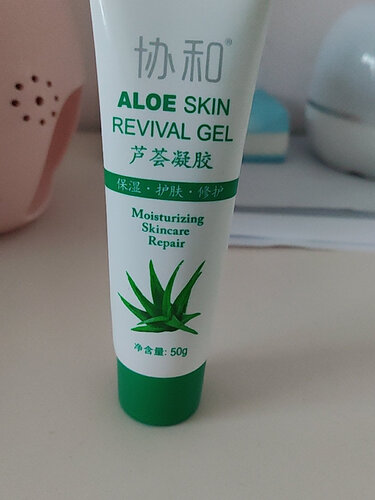 协和®
ALOE SKIN
REVIVAL GEL
芦荟凝胶
保湿·护肤·修护
Moisturizing
Skincare
Repair
净含量: 50g